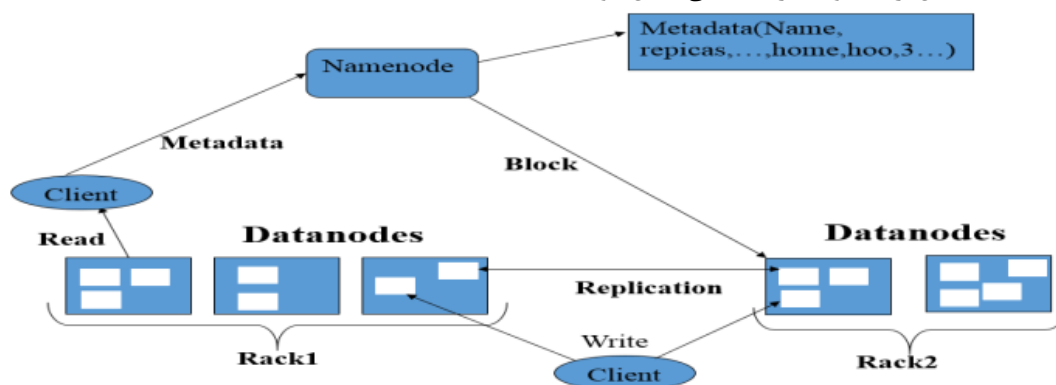 Metadata(Name,
repicas,...,home,hoo,3...)
Namenode
Metadata
Block
Client
Read
Datanodes
Datanodes
Replication
Write
Rack1
Rack2
Client